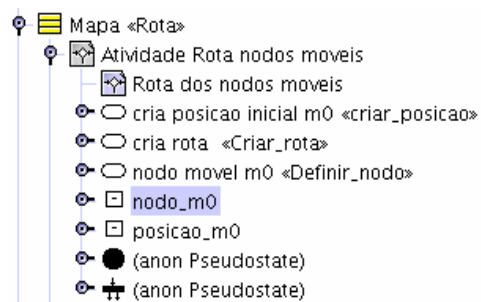 Mapa «Rota»
Atividade Rota nodos moveis
Rota dos nodos moveis
cria posicao inicial m0 «criar_posicao»
cria rota «Criar_rota»
nodo movel m0 «Definir_nodo»
nodo_m0
posicao_m0
(anon Pseudostate)
(anon Pseudostate)